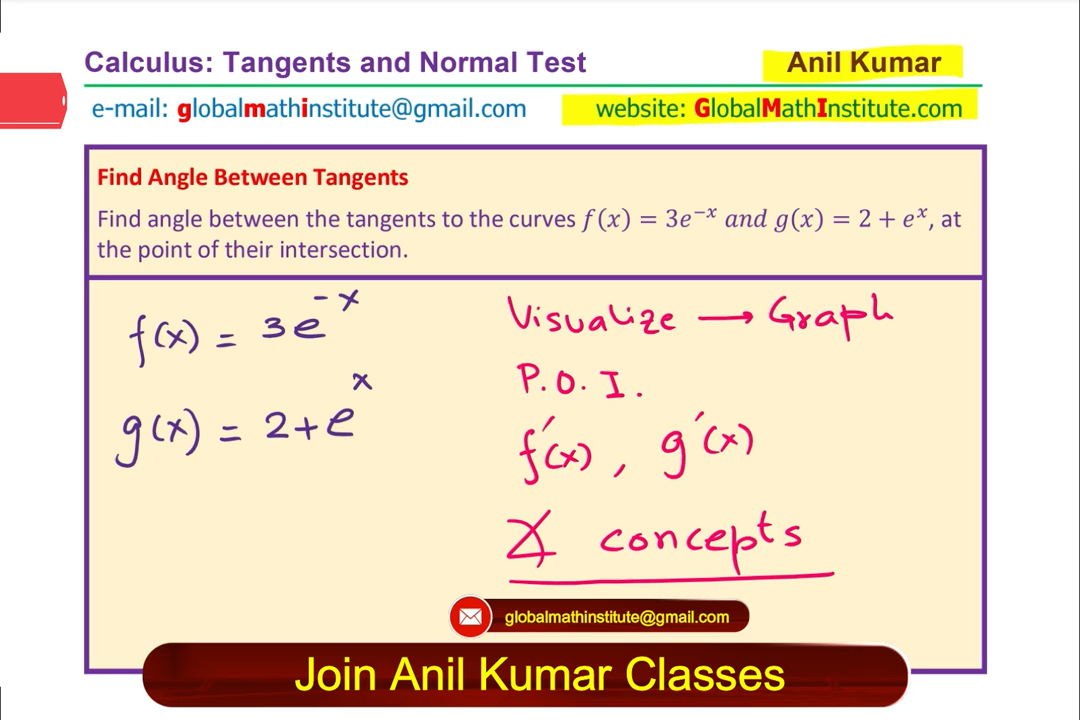 Calculus: Tangents and Normal Test Anil Kumar
e-mail: globalmathinstitute@gmail.com website: GlobalMathInstitute.com
Find Angle Between Tangents
Find angle between the tangents to the curves f(x) = 3e⁻ˣ and g(x) = 2 + eˣ, at
the point of their intersection.
f(x) = 3e⁻ˣ
g(x) = 2+eˣ
Visualize → Graph
P.O.I.
f′(x), g′(x)
∡ concepts
globalmathinstitute@gmail.com
Join Anil Kumar Classes